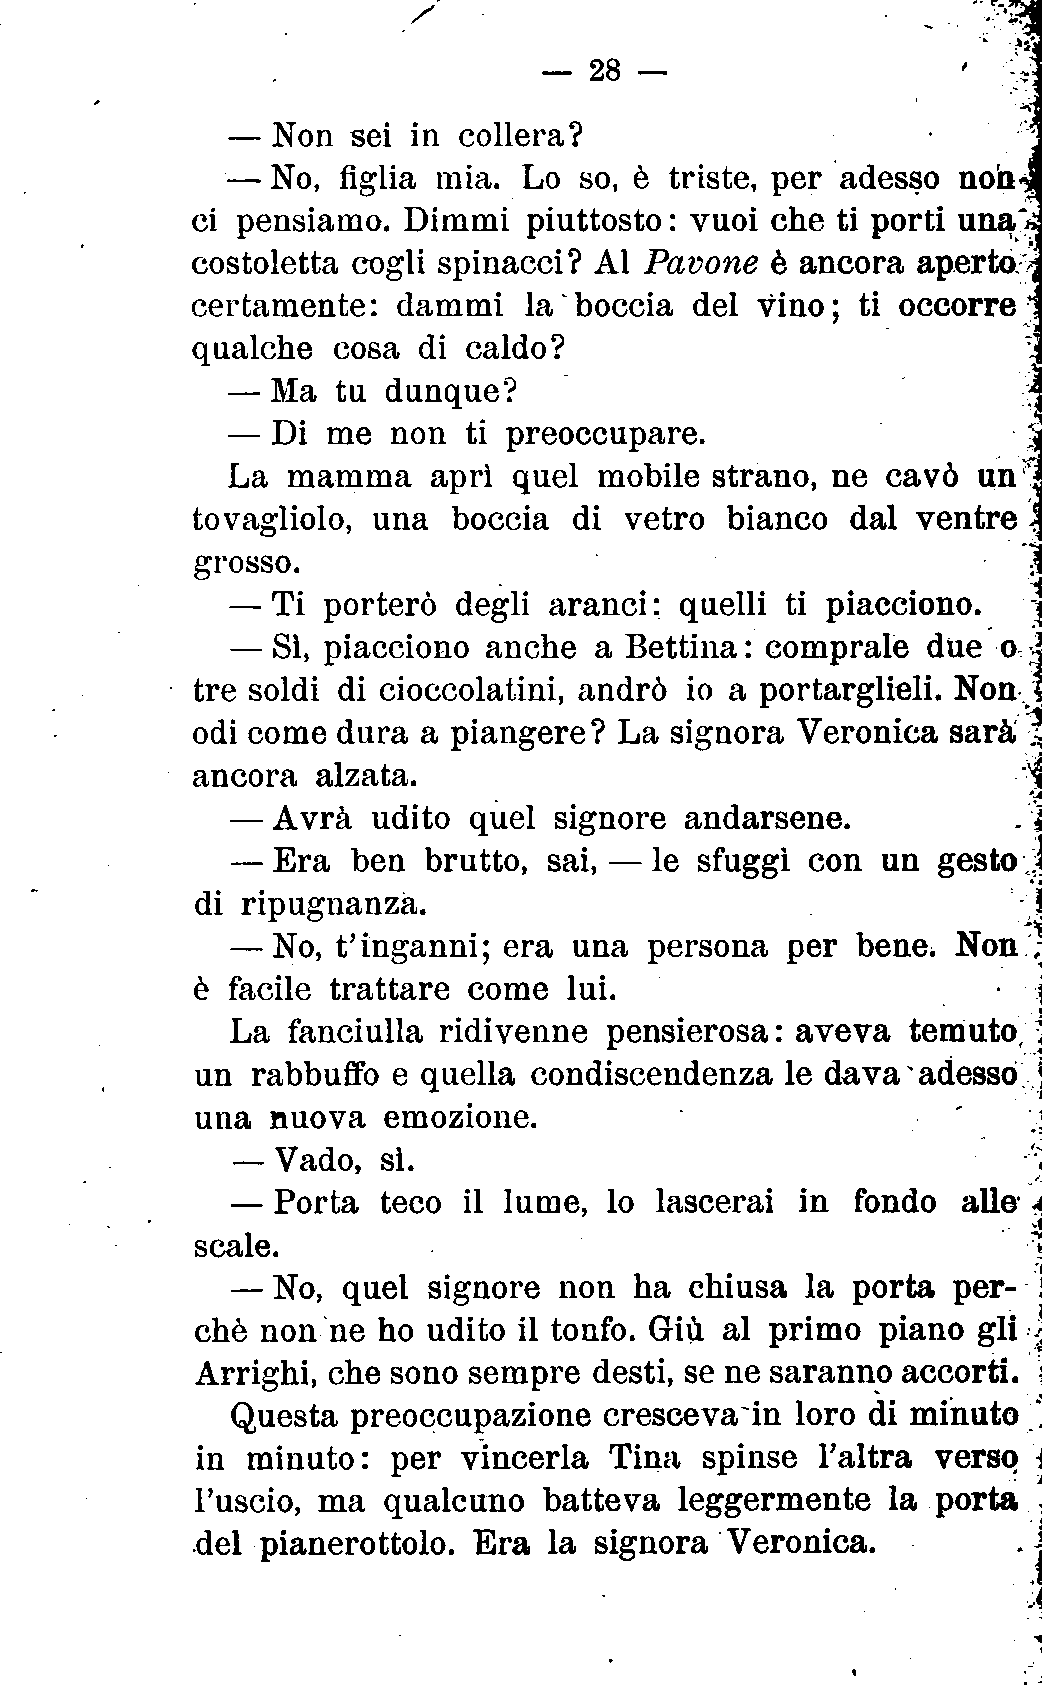 — 28 —
— Non sei in collera?
— No, figlia mia. Lo so, è triste, per adesso non
ci pensiamo. Dimmi piuttosto: vuoi che ti porti una
costoletta cogli spinacci? Al Pavone è ancora aperto
certamente: dammi la boccia del vino; ti occorre
qualche cosa di caldo?
— Ma tu dunque?
— Di me non ti preoccupare.
La mamma aprì quel mobile strano, ne cavò un
tovagliolo, una boccia di vetro bianco dal ventre
grosso.
— Ti porterò degli aranci: quelli ti piacciono.
— Sì, piacciono anche a Bettina: comprale due o
tre soldi di cioccolatini, andrò io a portarglieli. Non
odi come dura a piangere? La signora Veronica sarà
ancora alzata.
— Avrà udito quel signore andarsene.
— Era ben brutto, sai, — le sfuggì con un gesto
di ripugnanza.
— No, t'inganni; era una persona per bene. Non
è facile trattare come lui.
La fanciulla ridivenne pensierosa: aveva temuto
un rabbuffo e quella condiscendenza le dava adesso
una nuova emozione.
— Vado, sì.
— Porta teco il lume, lo lascerai in fondo alle
scale.
— No, quel signore non ha chiusa la porta per-
chè non ne ho udito il tonfo. Giù al primo piano gli
Arrighi, che sono sempre desti, se ne saranno accorti.
Questa preoccupazione cresceva in loro di minuto
in minuto: per vincerla Tina spinse l'altra verso
l'uscio, ma qualcuno batteva leggermente la porta
del pianerottolo. Era la signora Veronica.